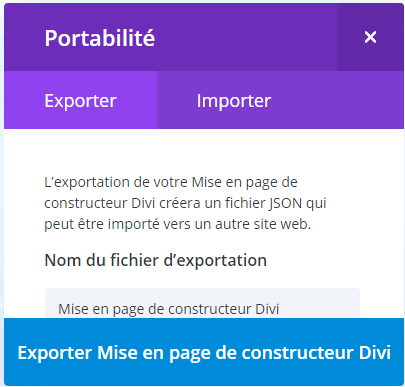 Portabilité
×
Exporter
Importer
L'exportation de votre Mise en page de
constructeur Divi créera un fichier JSON qui
peut être importé vers un autre site web.
Nom du fichier d'exportation
Mise en page de constructeur Divi
Exporter Mise en page de constructeur Divi